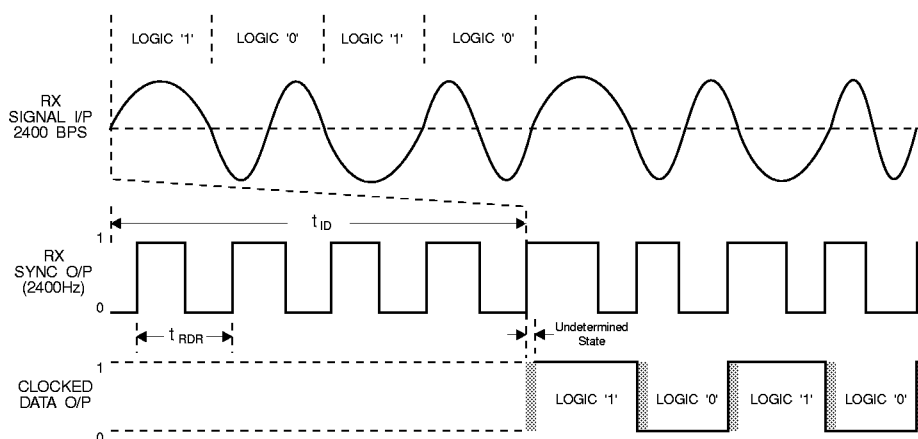 LOGIC '1' LOGIC '0' LOGIC '1' LOGIC '0'
RX
SIGNAL I/P
2400 BPS
t ID
1
RX
SYNC O/P
(2400Hz)
0
t RDR
Undetermined
State
1
CLOCKED
DATA O/P
LOGIC '1' LOGIC '0' LOGIC '1' LOGIC '0'
0